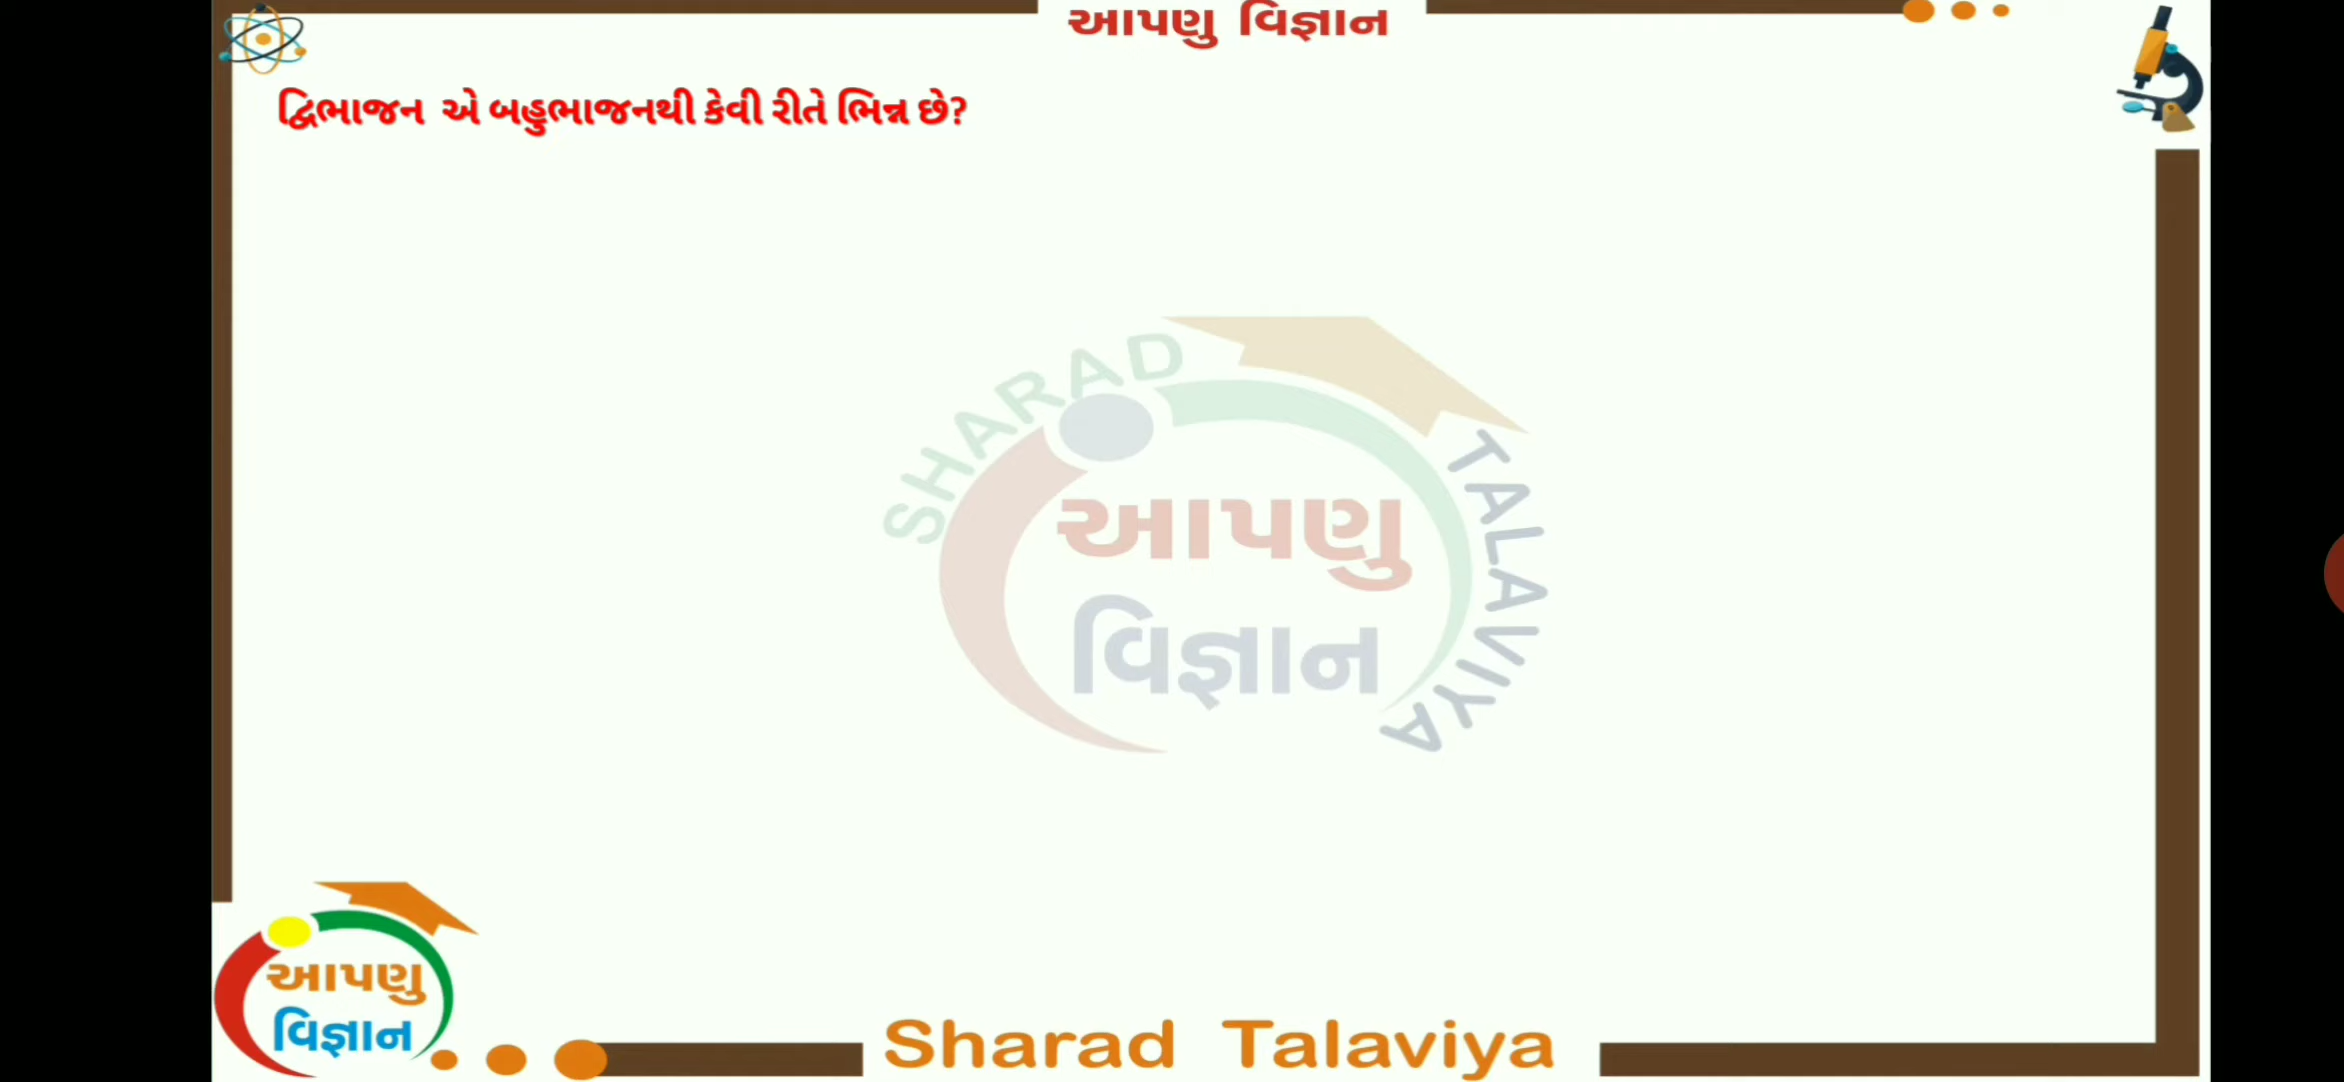 આપણુ વિજ્ઞાન
દ્વિભાજન એ બહુભાજનથી કેવી રીતે ભિન્ન છે?
SHARAD TALAVIYA
આપણુ
વિજ્ઞાન
આપણુ
વિજ્ઞાન
Sharad Talaviya